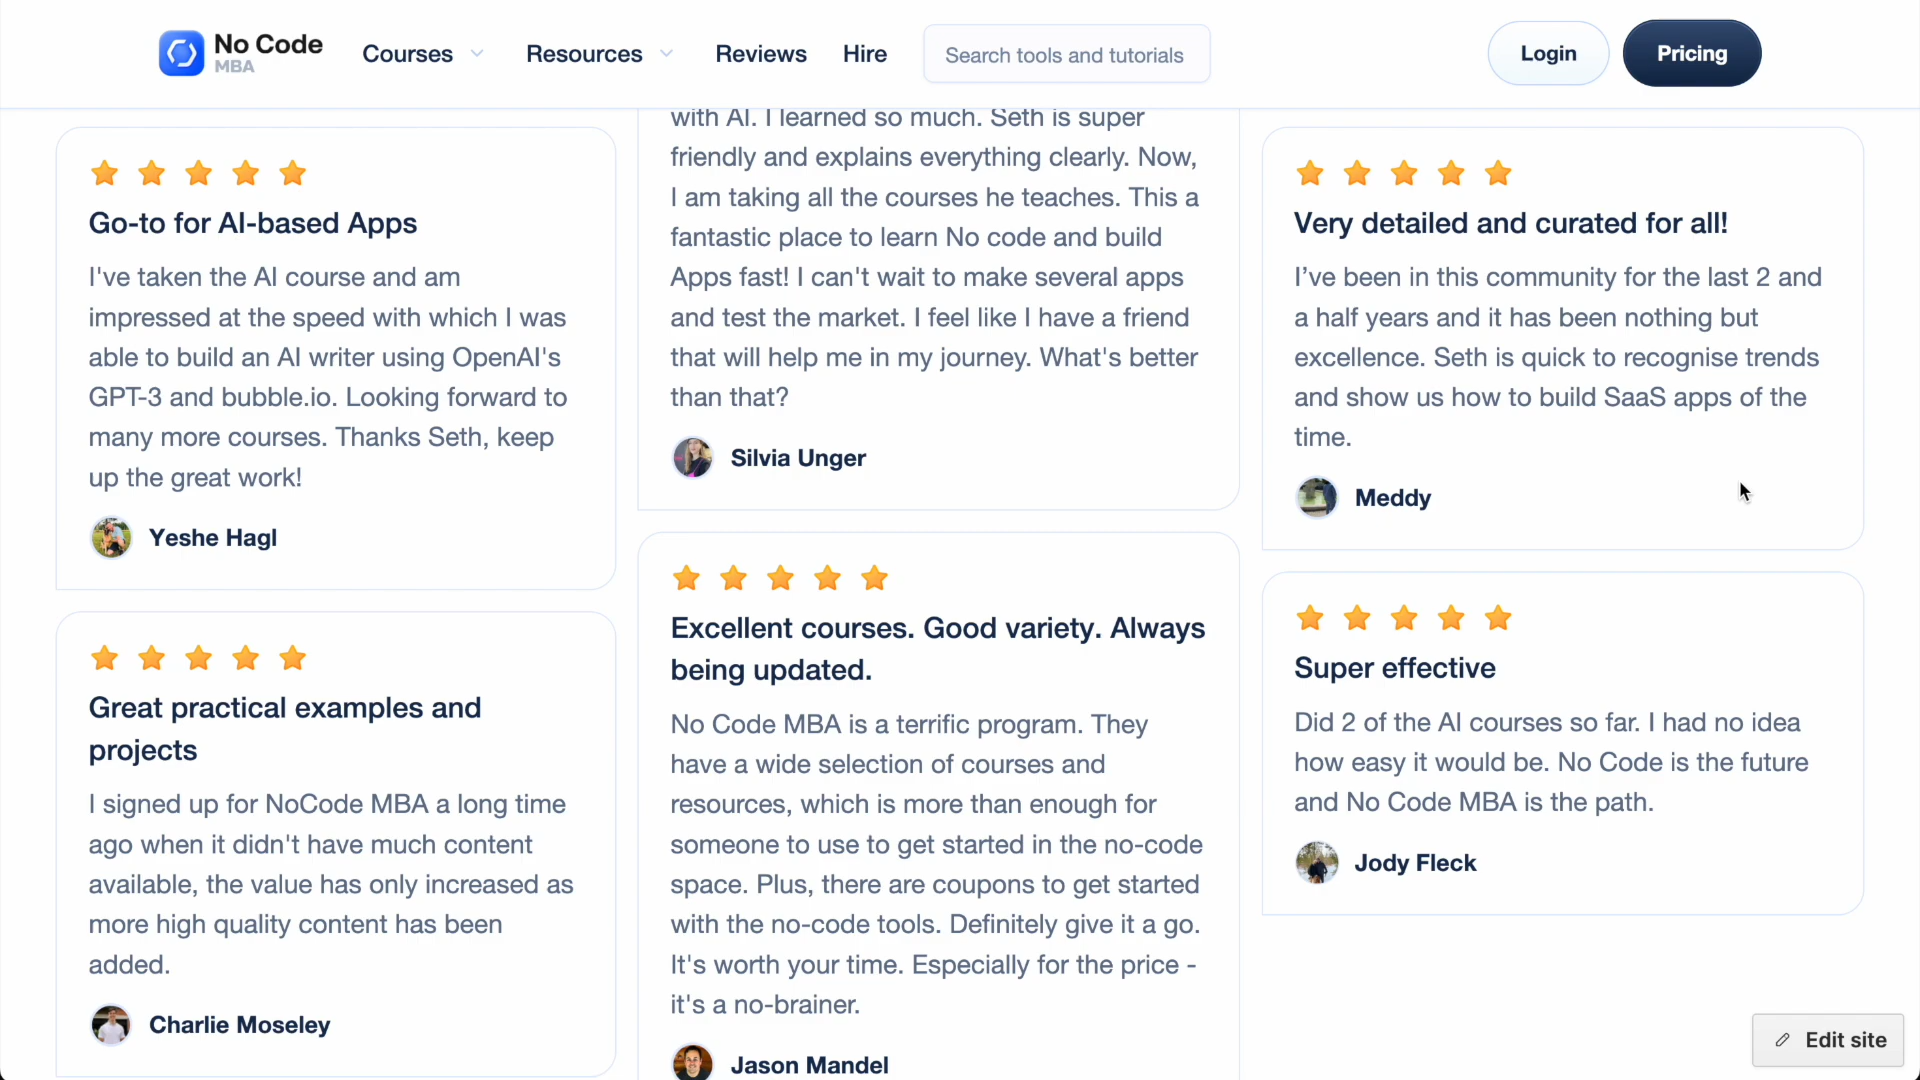 No Code
MBA
Courses
Resources
Reviews
Hire
Search tools and tutorials
Login
Pricing
Go-to for AI-based Apps
I've taken the AI course and am
impressed at the speed with which I was
able to build an AI writer using OpenAI's
GPT-3 and bubble.io. Looking forward to
many more courses. Thanks Seth, keep
up the great work!
Yeshe Hagl
Great practical examples and
projects
I signed up for NoCode MBA a long time
ago when it didn't have much content
available, the value has only increased as
more high quality content has been
added.
Charlie Moseley
with AI. I learned so much. Seth is super
friendly and explains everything clearly. Now,
I am taking all the courses he teaches. This a
fantastic place to learn No code and build
Apps fast! I can't wait to make several apps
and test the market. I feel like I have a friend
that will help me in my journey. What's better
than that?
Silvia Unger
Excellent courses. Good variety. Always
being updated.
No Code MBA is a terrific program. They
have a wide selection of courses and
resources, which is more than enough for
someone to use to get started in the no-code
space. Plus, there are coupons to get started
with the no-code tools. Definitely give it a go.
It's worth your time. Especially for the price -
it's a no-brainer.
Jason Mandel
Very detailed and curated for all!
I’ve been in this community for the last 2 and
a half years and it has been nothing but
excellence. Seth is quick to recognise trends
and show us how to build SaaS apps of the
time.
Meddy
Super effective
Did 2 of the AI courses so far. I had no idea
how easy it would be. No Code is the future
and No Code MBA is the path.
Jody Fleck
Edit site